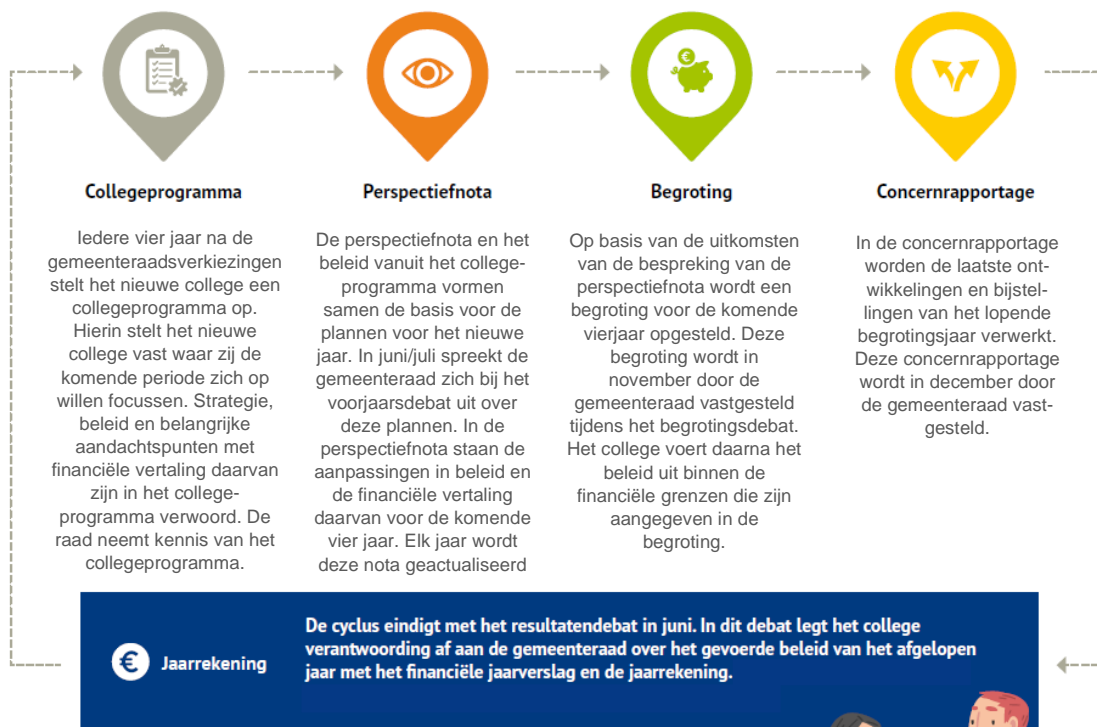 Collegeprogramma
Iedere vier jaar na de
gemeenteraadsverkiezingen
stelt het nieuwe college een
collegeprogramma op.
Hierin stelt het nieuwe
college vast waar zij de
komende periode zich op
willen focussen. Strategie,
beleid en belangrijke
aandachtspunten met
financiële vertaling daarvan
zijn in het college-
programma verwoord. De
raad neemt kennis van het
collegeprogramma.
Perspectiefnota
De perspectiefnota en het
beleid vanuit het college-
programma vormen
samen de basis voor de
plannen voor het nieuwe
jaar. In juni/juli spreekt de
gemeenteraad zich bij het
voorjaarsdebat uit over
deze plannen. In de
perspectiefnota staan de
aanpassingen in beleid en
de financiële vertaling
daarvan voor de komende
vier jaar. Elk jaar wordt
deze nota geactualiseerd
Begroting
Op basis van de uitkomsten
van de bespreking van de
perspectiefnota wordt een
begroting voor de komende
vierjaar opgesteld. Deze
begroting wordt in
november door de
gemeenteraad vastgesteld
tijdens het begrotingsdebat.
Het college voert daarna het
beleid uit binnen de
financiële grenzen die zijn
aangegeven in de
begroting.
Concernrapportage
In de concernrapportage
worden de laatste ont-
wikkelingen en bijstel-
lingen van het lopende
begrotingsjaar verwerkt.
Deze concernrapportage
wordt in december door
de gemeenteraad vast-
gesteld.
€ Jaarrekening
De cyclus eindigt met het resultatendebat in juni. In dit debat legt het college
verantwoording af aan de gemeenteraad over het gevoerde beleid van het afgelopen
jaar met het financiële jaarverslag en de jaarrekening.